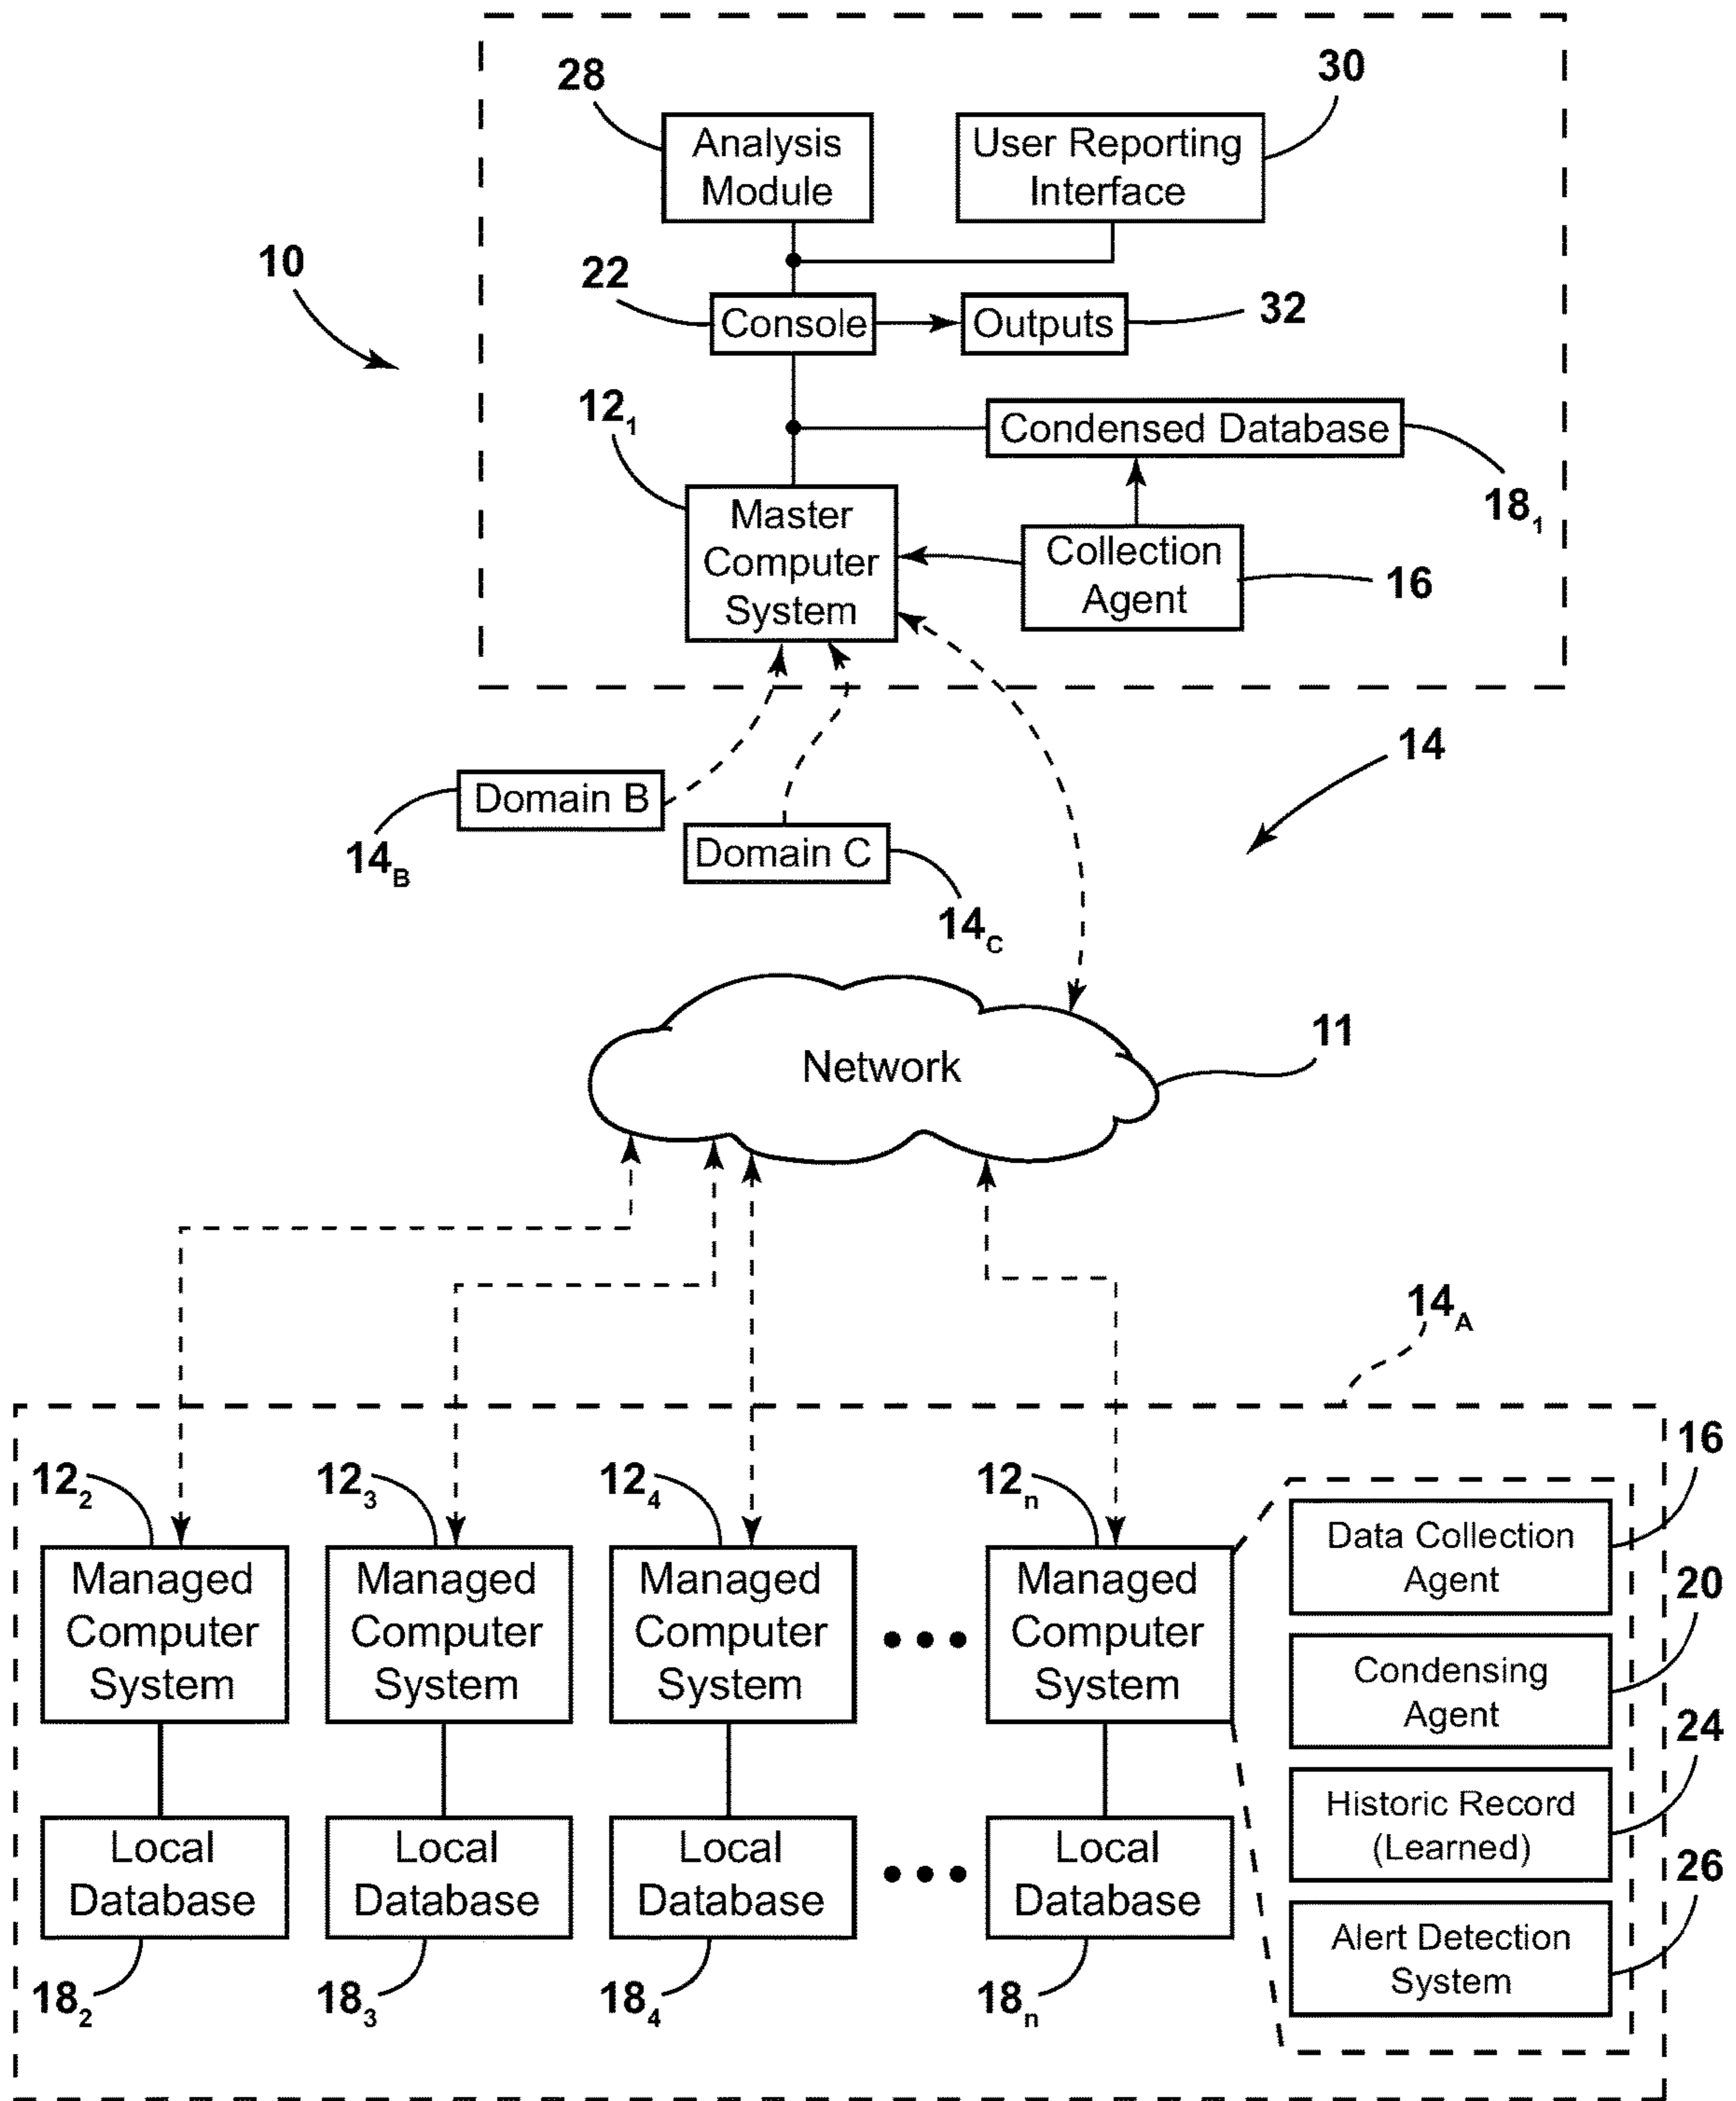 28
30
Analysis
Module
User Reporting
Interface
10
22
Console
Outputs
32
12₁
Condensed Database
18₁
Master
Computer
System
Collection
Agent
16
14
Domain B
14_B
Domain C
14_C
Network
11
14_A
16
12₂
12₃
12₄
12ₙ
Managed
Computer
System
Managed
Computer
System
Managed
Computer
System
Managed
Computer
System
Data Collection
Agent
20
Condensing
Agent
24
Historic Record
(Learned)
26
Alert Detection
System
Local
Database
Local
Database
Local
Database
Local
Database
18₂
18₃
18₄
18ₙ